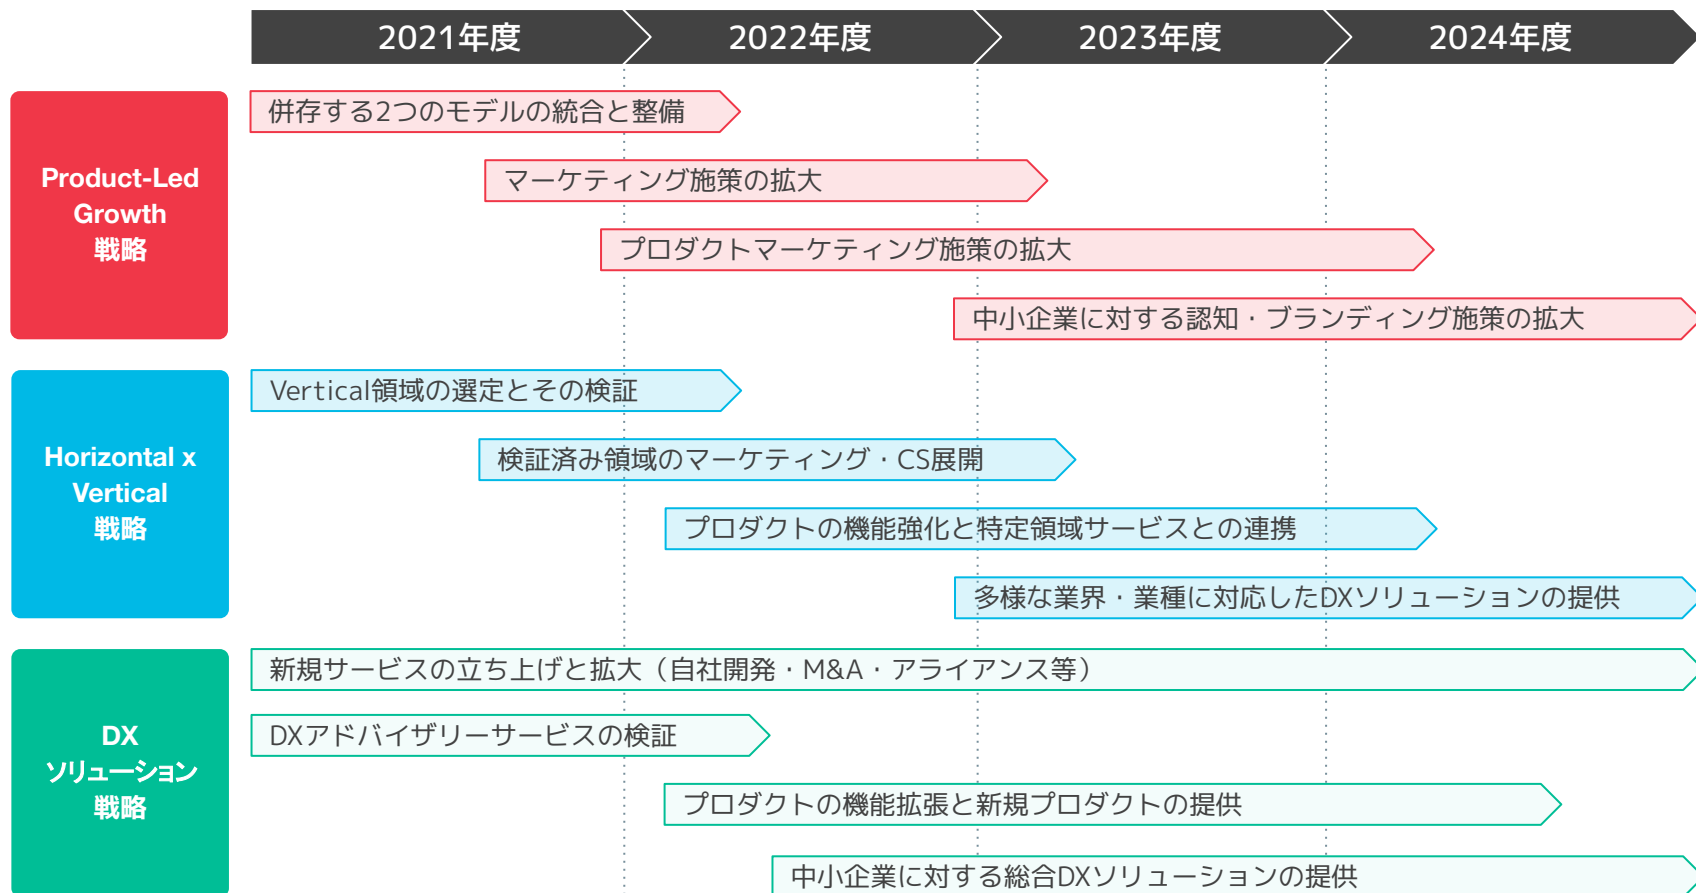 2021年度
2022年度
2023年度
2024年度
Product-Led
Growth
戦略
併存する2つのモデルの統合と整備
マーケティング施策の拡大
プロダクトマーケティング施策の拡大
中小企業に対する認知・ブランディング施策の拡大
Horizontal x
Vertical
戦略
Vertical領域の選定とその検証
検証済み領域のマーケティング・CS展開
プロダクトの機能強化と特定領域サービスとの連携
多様な業界・業種に対応したDXソリューションの提供
DX
ソリューション
戦略
新規サービスの立ち上げと拡大（自社開発・M&A・アライアンス等）
DXアドバイザリーサービスの検証
プロダクトの機能拡張と新規プロダクトの提供
中小企業に対する総合DXソリューションの提供